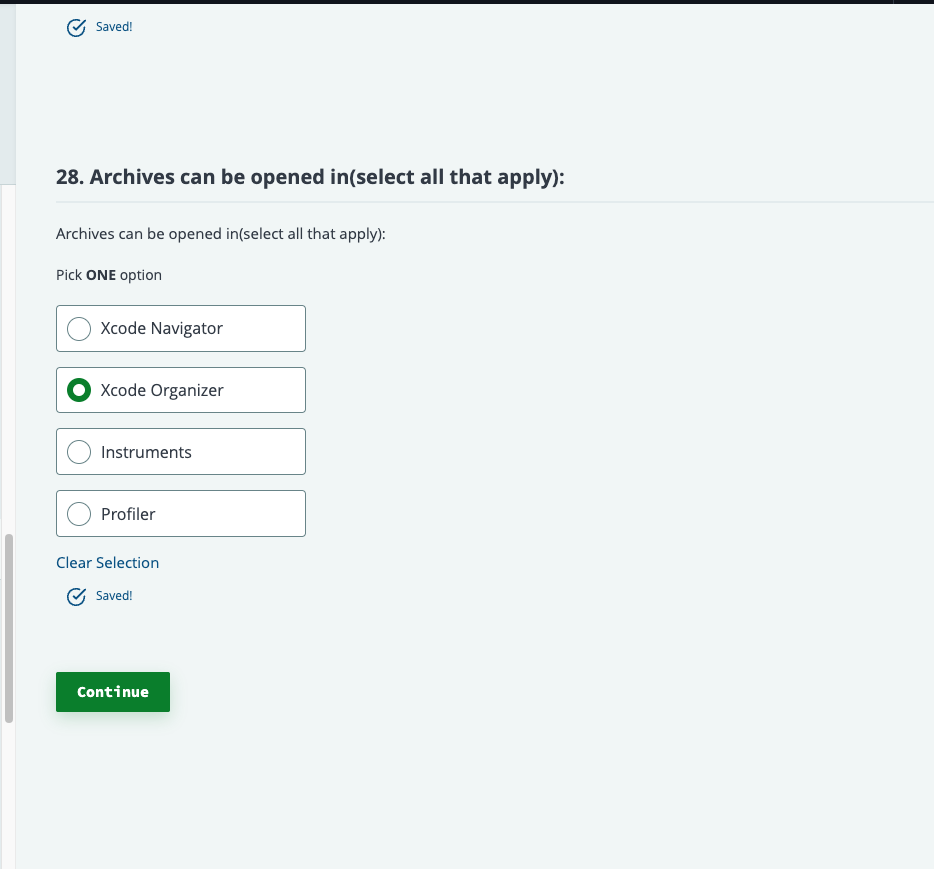 Saved!
28. Archives can be opened in(select all that apply):
Archives can be opened in(select all that apply):
Pick ONE option
Xcode Navigator
Xcode Organizer
Instruments
Profiler
Clear Selection
Saved!
Continue